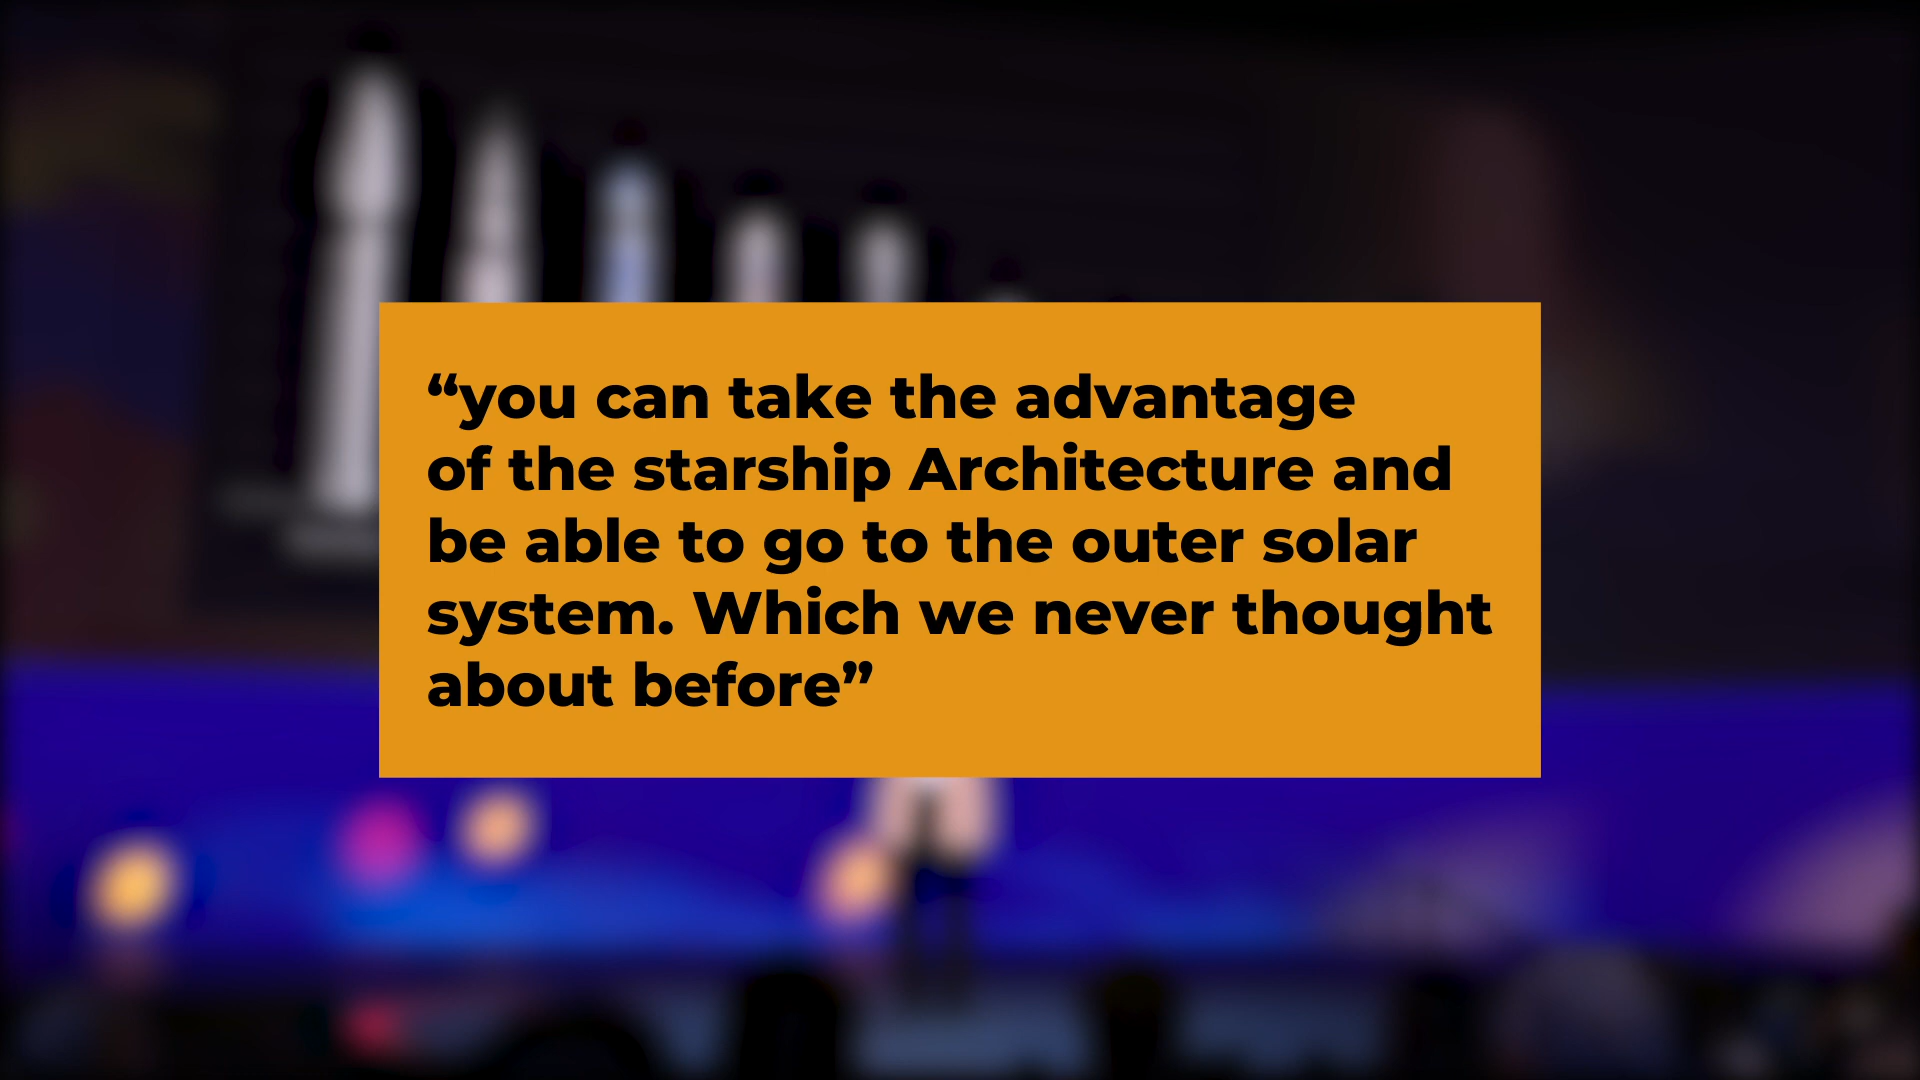 “you can take the advantage
of the starship Architecture and
be able to go to the outer solar
system. Which we never thought
about before”